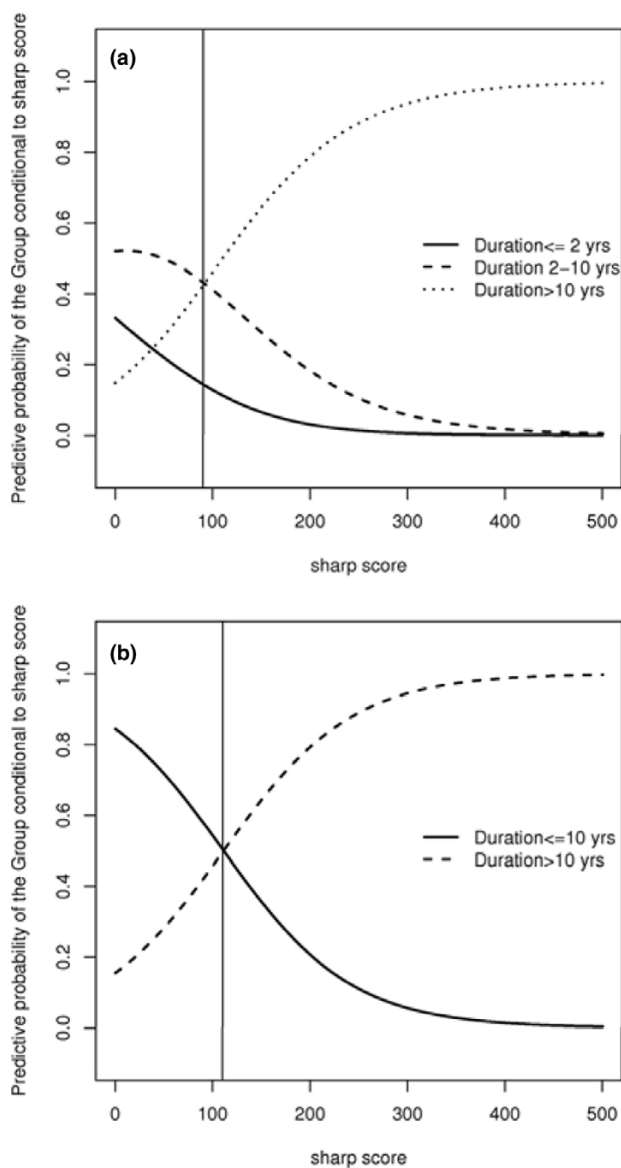 (a)
Predictive probability of the Group conditional to sharp score
1.0
0.8
0.6
0.4
0.2
0.0
Duration<= 2 yrs
Duration 2−10 yrs
Duration>10 yrs
0 100 200 300 400 500
sharp score
(b)
Predictive probability of the Group conditional to sharp score
1.0
0.8
0.6
0.4
0.2
0.0
Duration<=10 yrs
Duration>10 yrs
0 100 200 300 400 500
sharp score